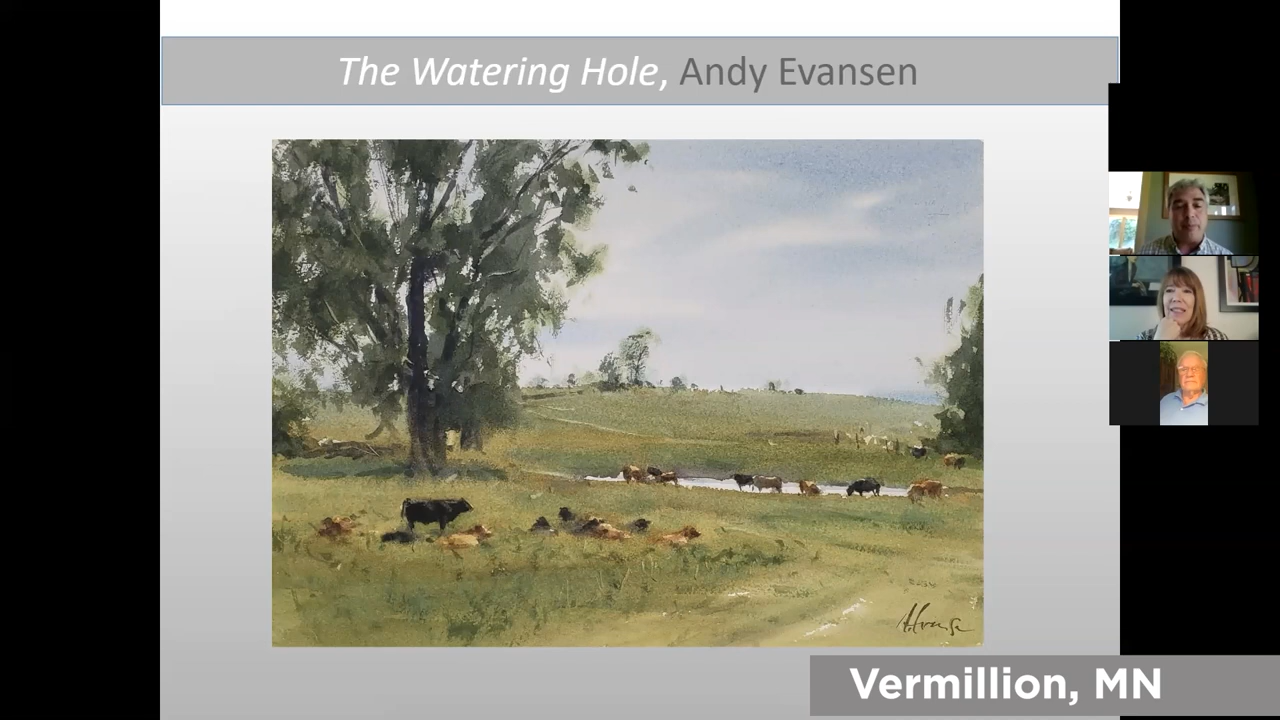 The Watering Hole, Andy Evansen
Vermillion, MN